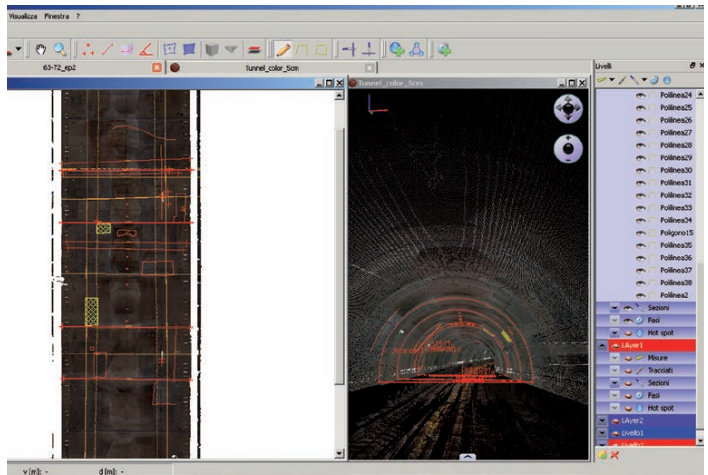 Visualizza Finestra ?
63-72_ep2
Tunnel_color_5cm
Tunnel_color_5cm
Livelli
Polilinea24
Polilinea25
Polilinea26
Polilinea27
Polilinea28
Polilinea29
Polilinea30
Polilinea31
Polilinea32
Polilinea33
Polilinea34
Poligono15
Polilinea35
Polilinea36
Polilinea37
Polilinea38
Polilinea2
Sezioni
Fasi
Hot spot
LAyer1
Misure
Tracciati
Sezioni
Fasi
Hot spot
LAyer2
Livello1
Livello2
v [m]: - d [m]: -